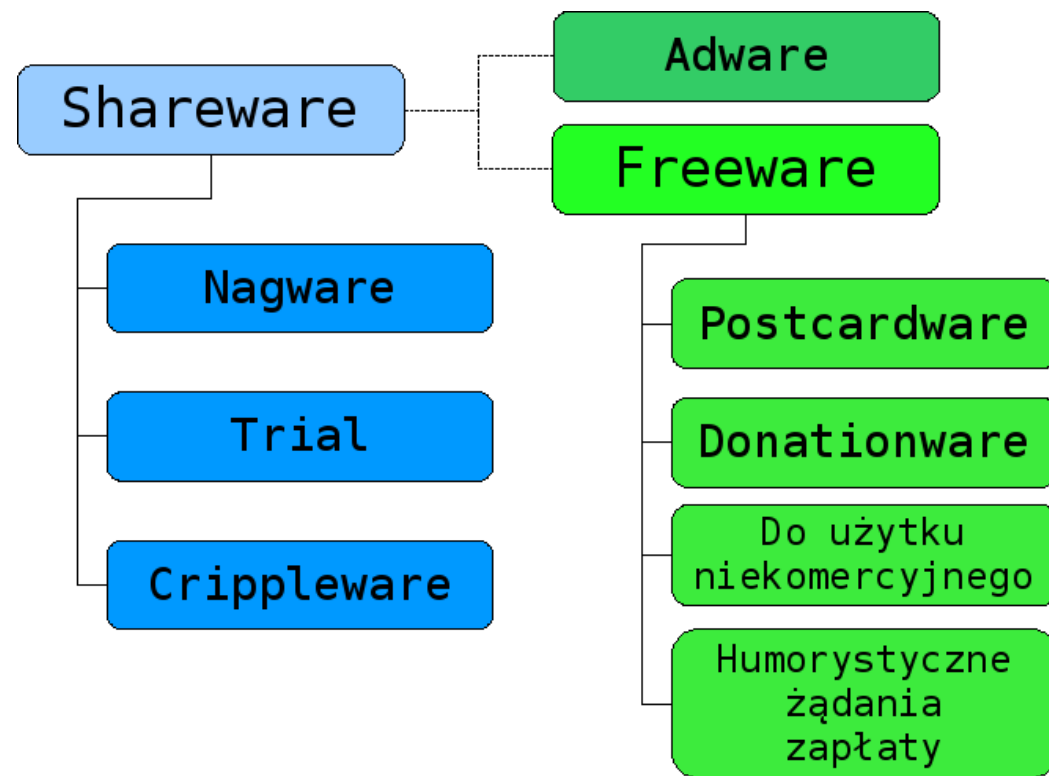 Shareware
Adware
Freeware
Nagware
Trial
Crippleware
Postcardware
Donationware
Do użytku
niekomercyjnego
Humorystyczne
żądania
zapłaty